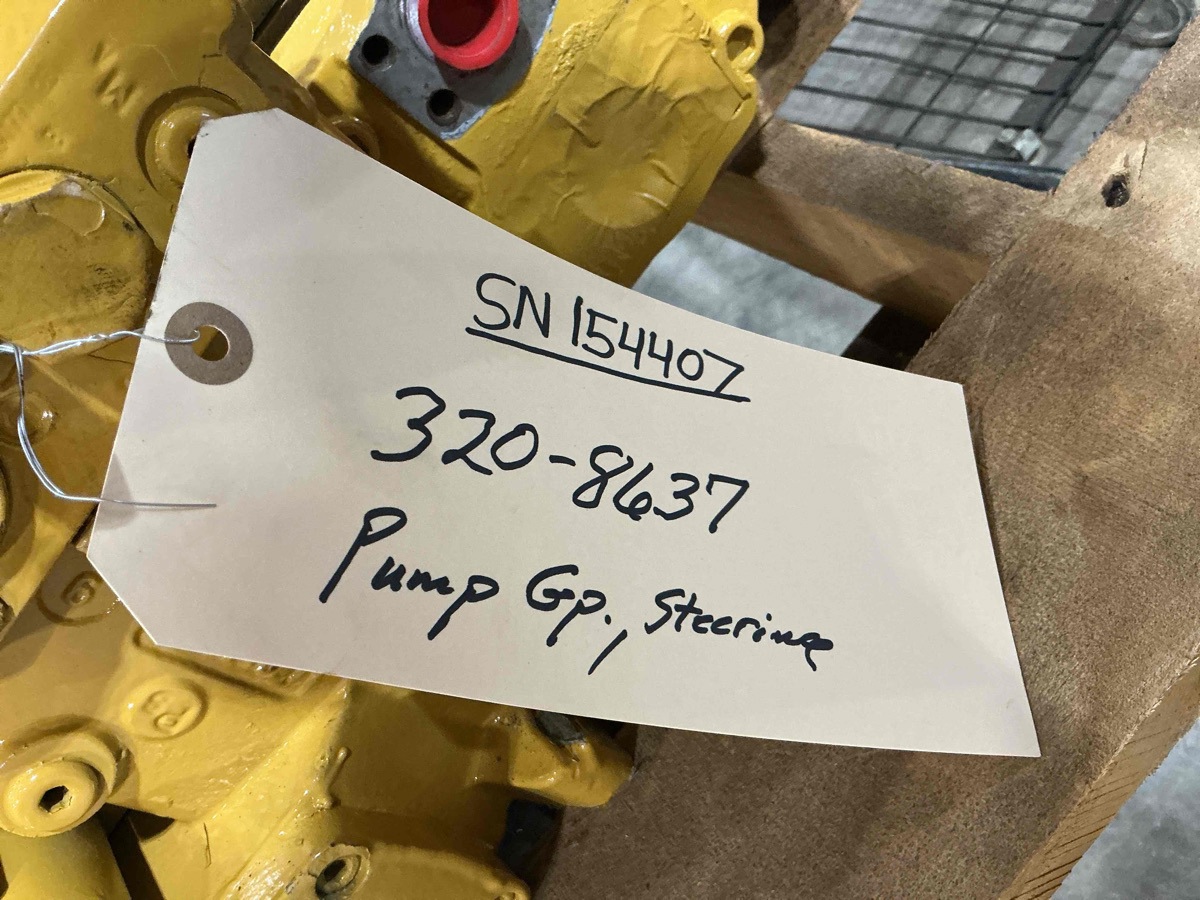 SN 154407
320-8637
Pump Gp., Steering